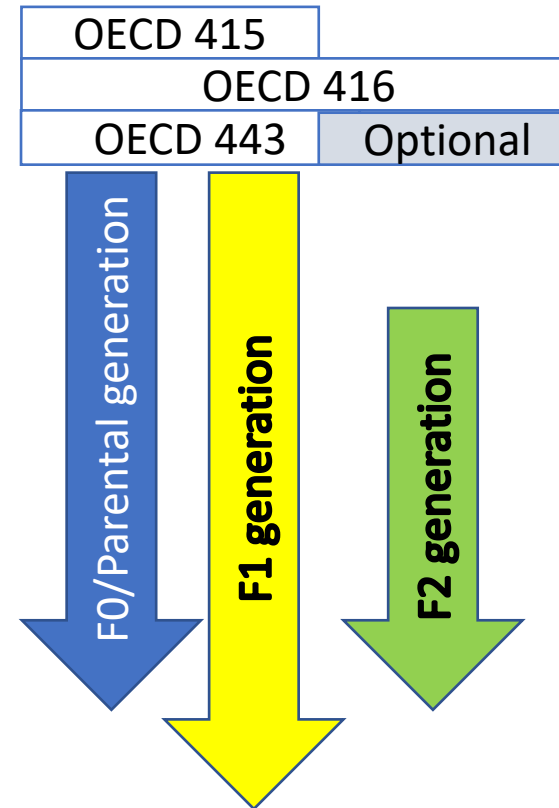 OECD 415
OECD 416
OECD 443
Optional
F0/Parental generation
F1 generation
F2 generation